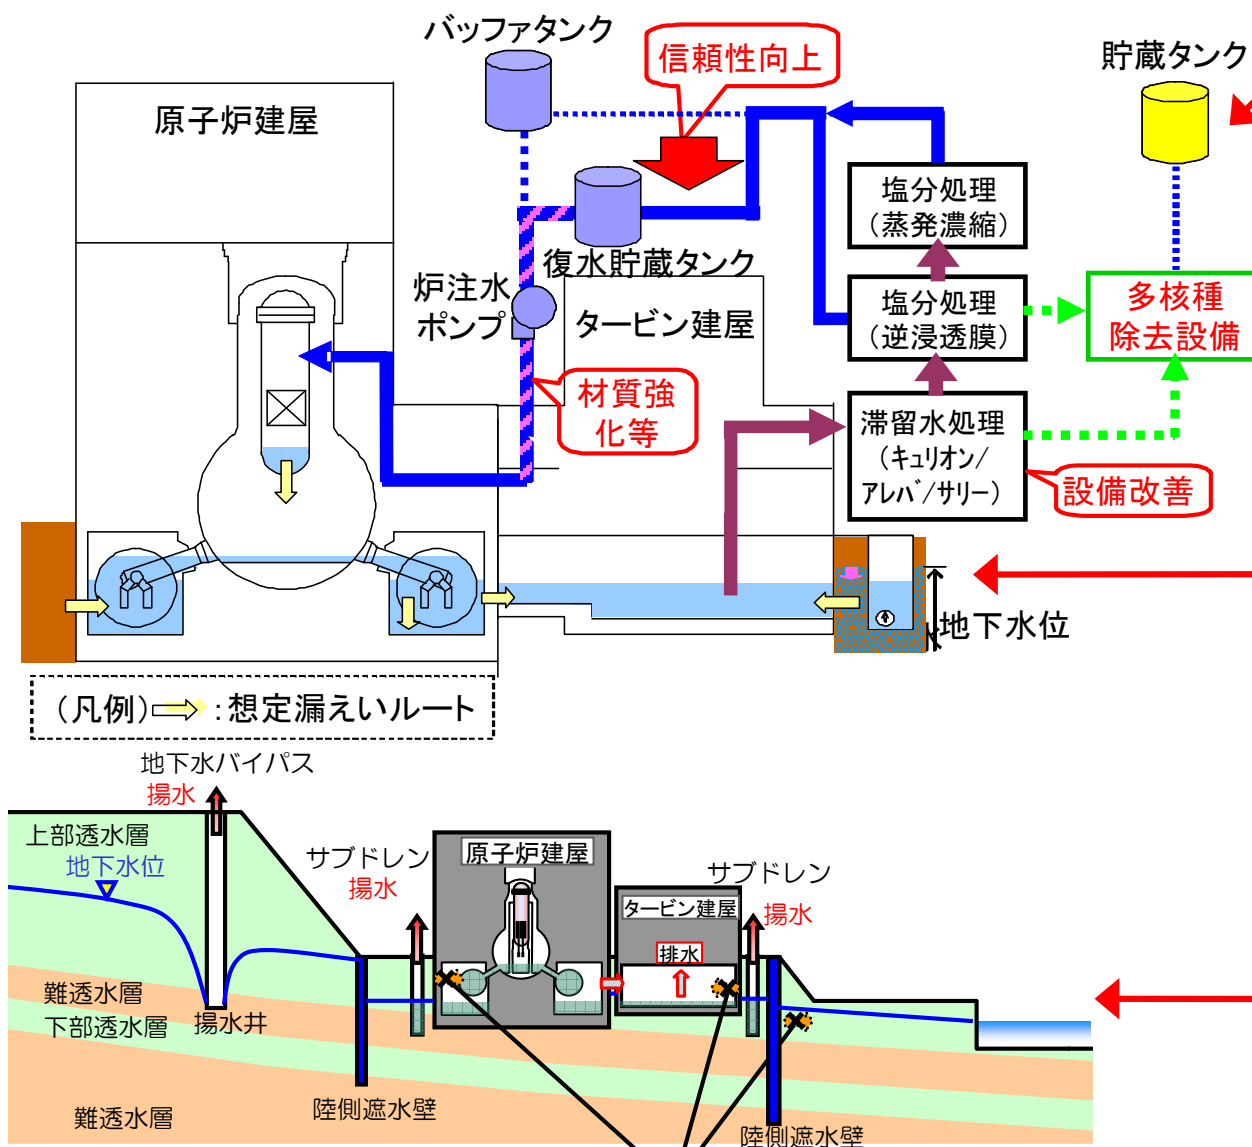 バッファタンク
信頼性向上
貯蔵タンク
原子炉建屋
塩分処理
（蒸発濃縮）
復水貯蔵タンク
炉注水
ポンプ
タービン建屋
塩分処理
（逆浸透膜）
多核種
除去設備
材質強
化等
滞留水処理
（キュリオン/
アレバ/サリー）
設備改善
地下水位
（凡例）
：想定漏えいルート
地下水バイパス
揚水
上部透水層
地下水位
サブドレン
揚水
原子炉建屋
サブドレン
揚水
タービン建屋
排水
難透水層
下部透水層
揚水井
難透水層
陸側遮水壁
陸側遮水壁